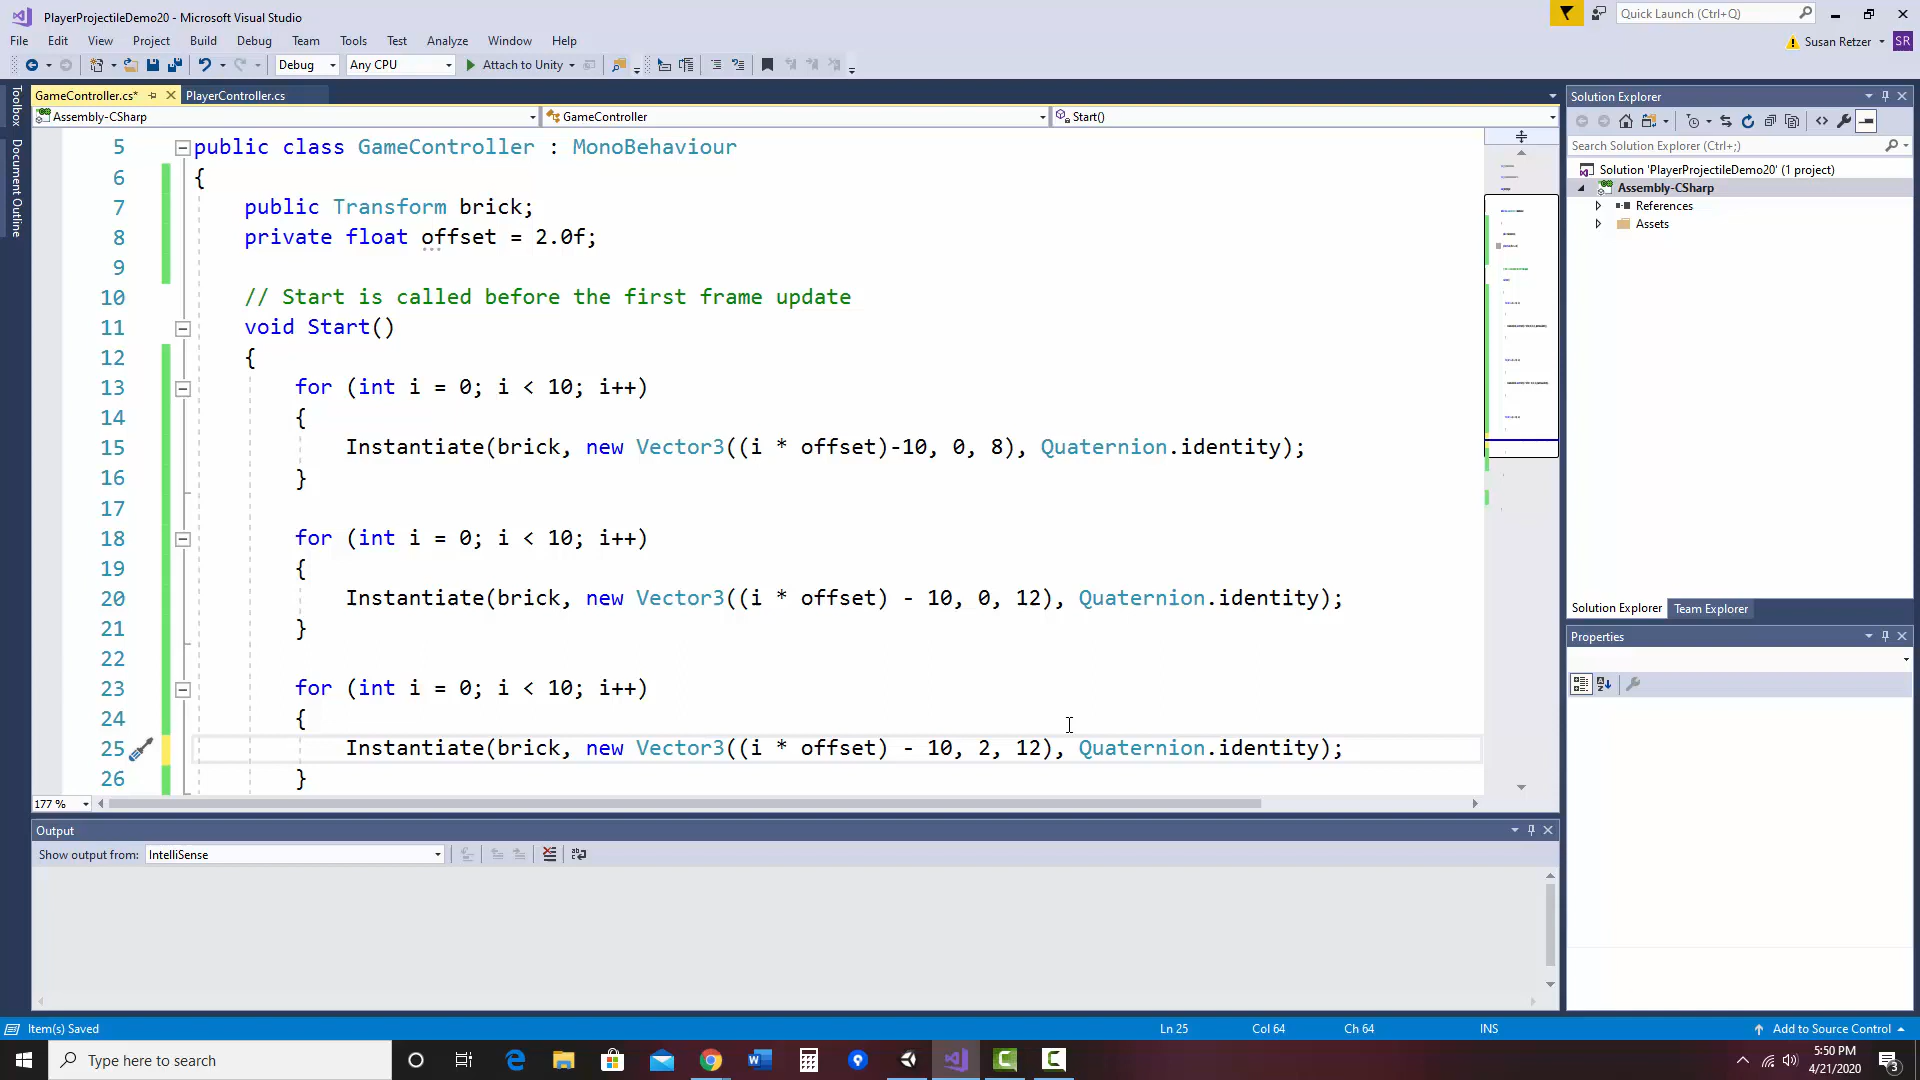 PlayerProjectileDemo20 - Microsoft Visual Studio
Quick Launch (Ctrl+Q)
File Edit View Project Build Debug Team Tools Test Analyze Window Help
Susan Retzer SR
Debug Any CPU Attach to Unity
Toolbox
Document Outline
GameController.cs* PlayerController.cs
Assembly-CSharp GameController Start()
5 public class GameController : MonoBehaviour
6 {
7 public Transform brick;
8 private float offset = 2.0f;
9
10 // Start is called before the first frame update
11 void Start()
12 {
13 for (int i = 0; i < 10; i++)
14 {
15 Instantiate(brick, new Vector3((i * offset)-10, 0, 8), Quaternion.identity);
16 }
17
18 for (int i = 0; i < 10; i++)
19 {
20 Instantiate(brick, new Vector3((i * offset) - 10, 0, 12), Quaternion.identity);
21 }
22
23 for (int i = 0; i < 10; i++)
24 {
25 Instantiate(brick, new Vector3((i * offset) - 10, 2, 12), Quaternion.identity);
26 }
177 %
Solution Explorer
Search Solution Explorer (Ctrl+;)
Solution 'PlayerProjectileDemo20' (1 project)
Assembly-CSharp
References
Assets
Solution Explorer Team Explorer
Properties
Output
Show output from: IntelliSense
Item(s) Saved Ln 25 Col 64 Ch 64 INS Add to Source Control
Type here to search
5:50 PM
4/21/2020
3